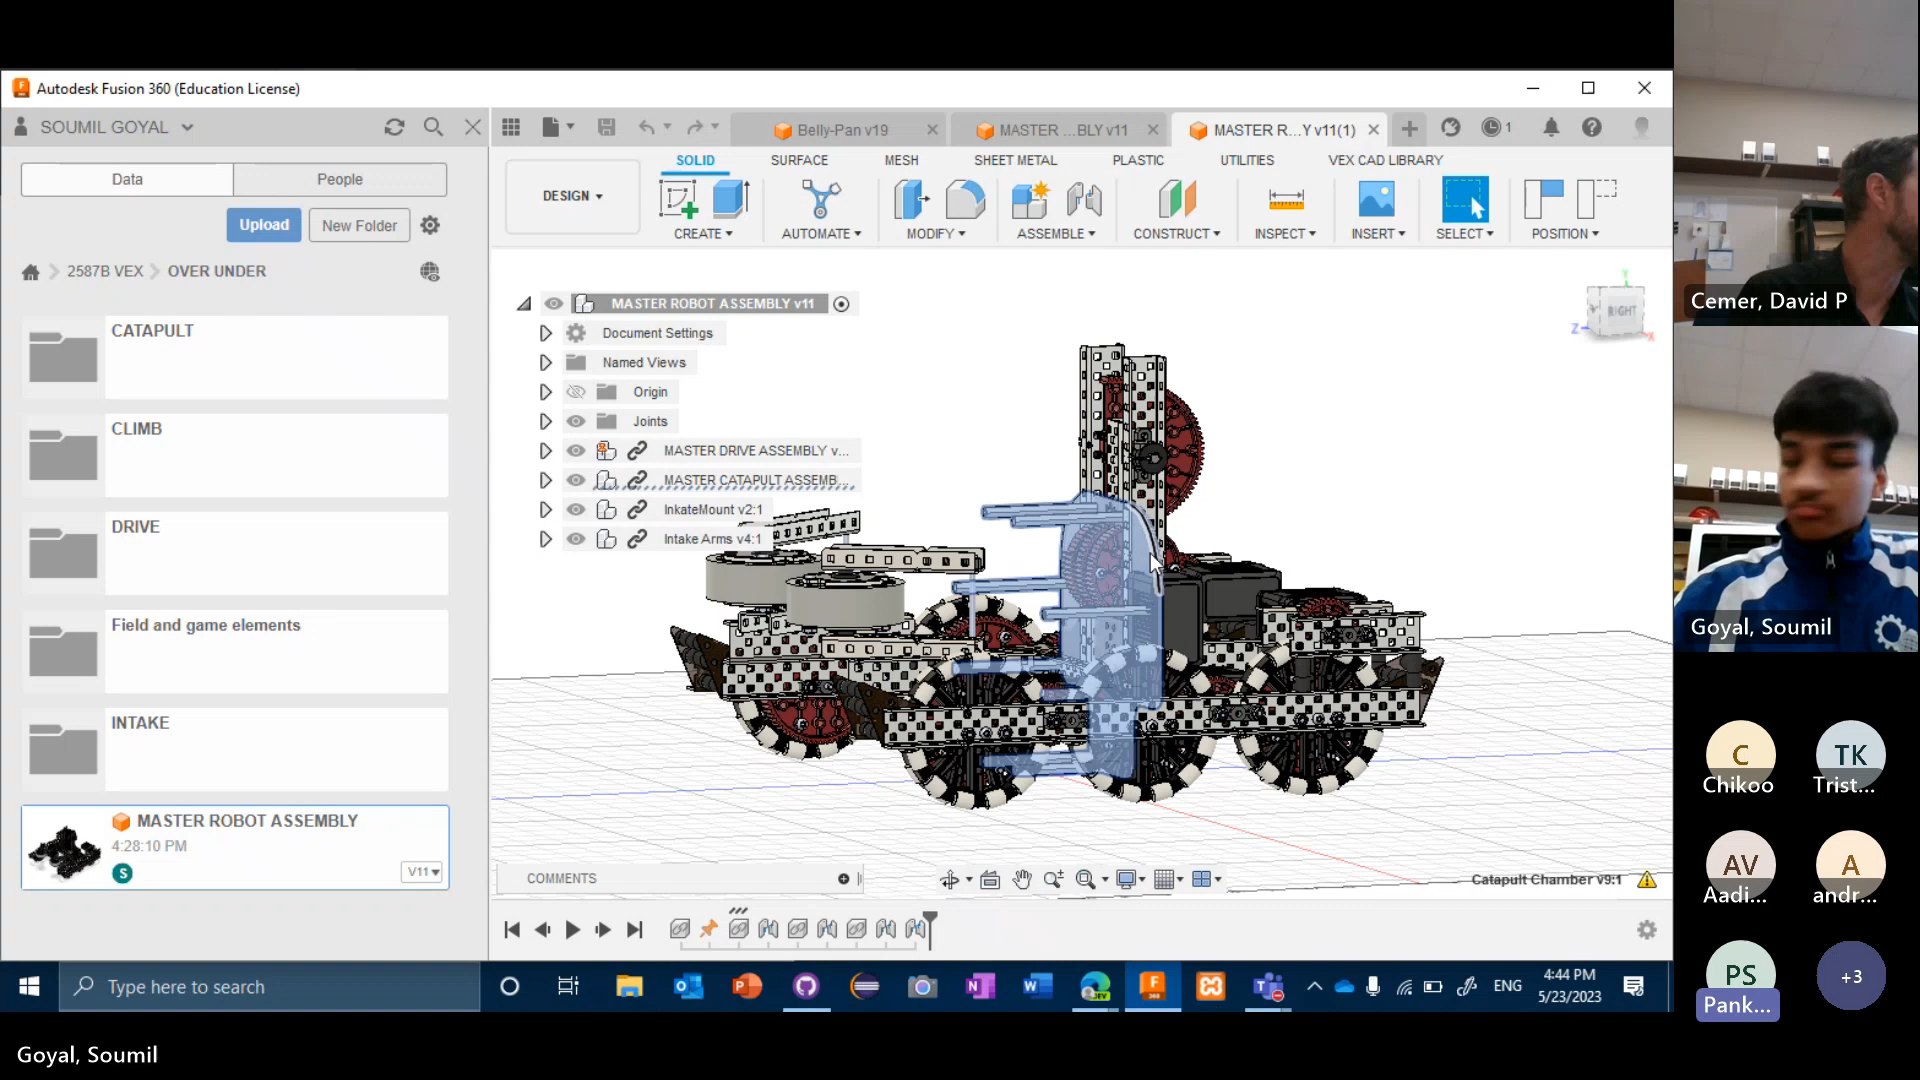 Autodesk Fusion 360 (Education License)
SOUMIL GOYAL
Data
People
Upload
New Folder
2587B VEX
OVER UNDER
CATAPULT
CLIMB
DRIVE
Field and game elements
INTAKE
MASTER ROBOT ASSEMBLY
4:28:10 PM
S
V11
Belly-Pan v19
MASTER ...BLY v11
MASTER R...Y v11(1)
1
DESIGN
SOLID
SURFACE
MESH
SHEET METAL
PLASTIC
UTILITIES
VEX CAD LIBRARY
CREATE
AUTOMATE
MODIFY
ASSEMBLE
CONSTRUCT
INSPECT
INSERT
SELECT
POSITION
MASTER ROBOT ASSEMBLY v11
Document Settings
Named Views
Origin
Joints
MASTER DRIVE ASSEMBLY v...
MASTER CATAPULT ASSEMB...
InkateMount v2:1
Intake Arms v4:1
Y
RIGHT
Z
X
COMMENTS
Catapult Chamber v9:1
Type here to search
ENG
4:44 PM
5/23/2023
Goyal, Soumil
Cemer, David P
Goyal, Soumil
C
Chikoo
TK
Trist...
AV
Aadi...
A
andr...
PS
Pank...
+3